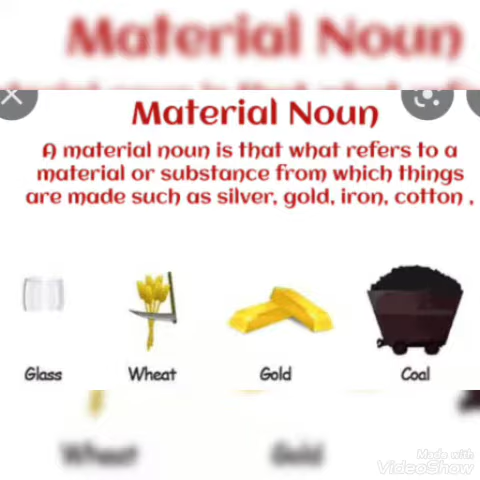 Material Noun
Material Noun
A material noun is that what refers to a
material or substance from which things
are made such as silver, gold, iron, cotton ,
Glass Wheat Gold Coal
Wheat Gold
Made with
VideoShow